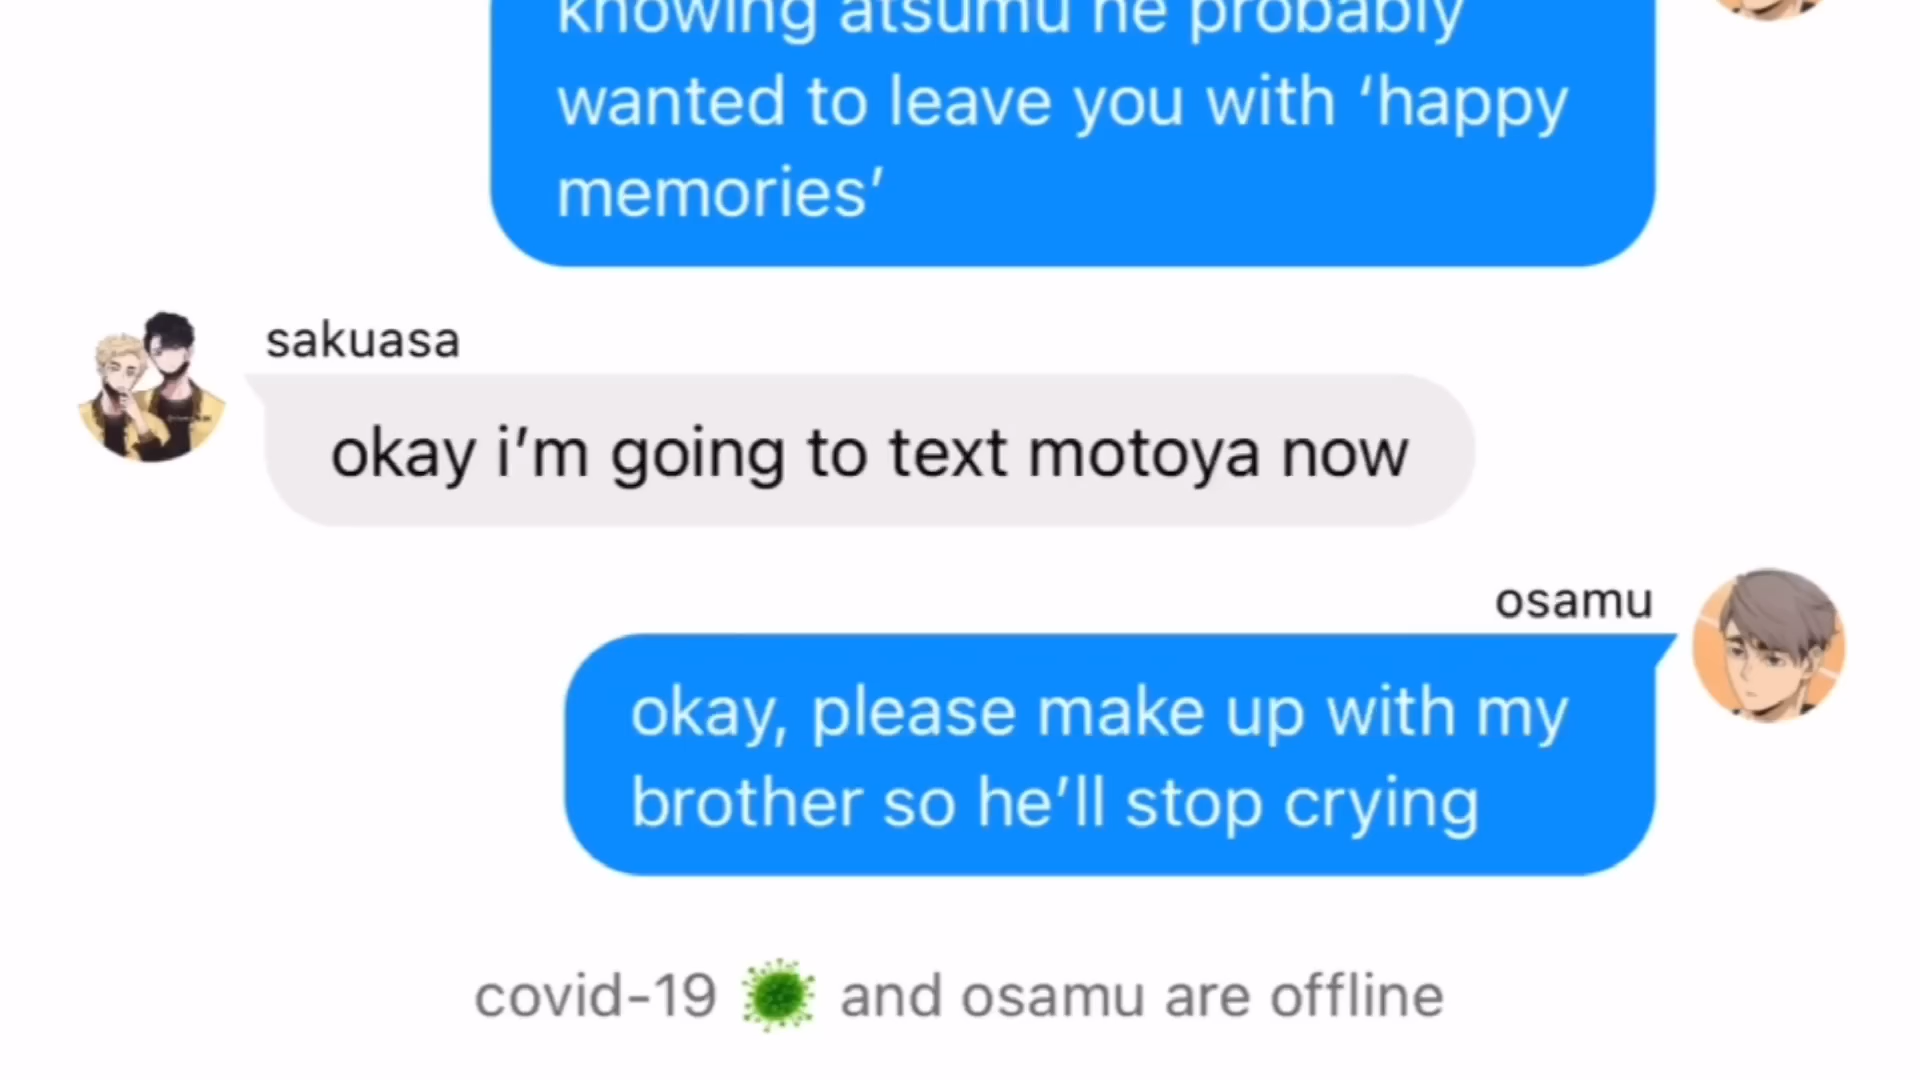 knowing atsumu he probably
wanted to leave you with ‘happy
memories’
sakuasa
okay i’m going to text motoya now
osamu
okay, please make up with my
brother so he’ll stop crying
covid-19 🦠 and osamu are offline